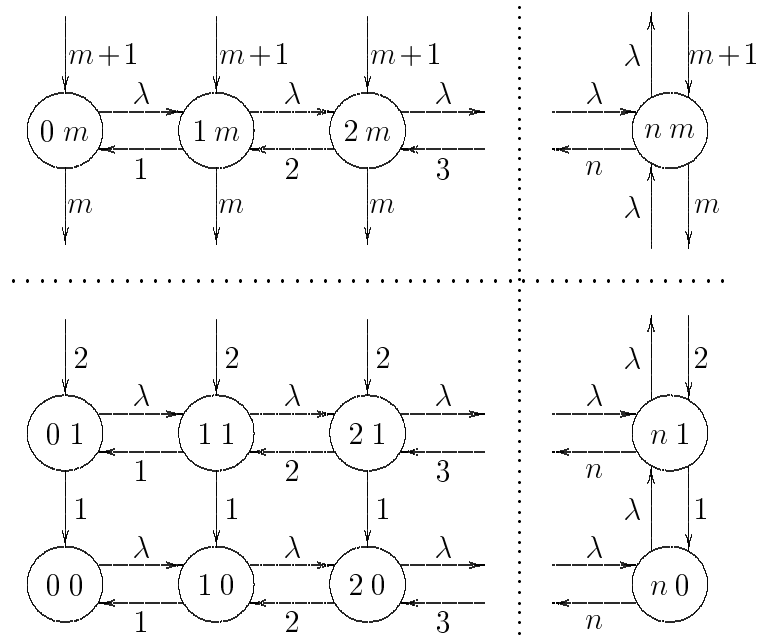 m+1 m+1 m+1 λ m+1
λ λ λ λ
0 m 1 m 2 m n m
1 2 3 n
m m m λ m
2 2 2 λ 2
λ λ λ λ
0 1 1 1 2 1 n 1
1 2 3 n
1 1 1 λ 1
λ λ λ λ
0 0 1 0 2 0 n 0
1 2 3 n